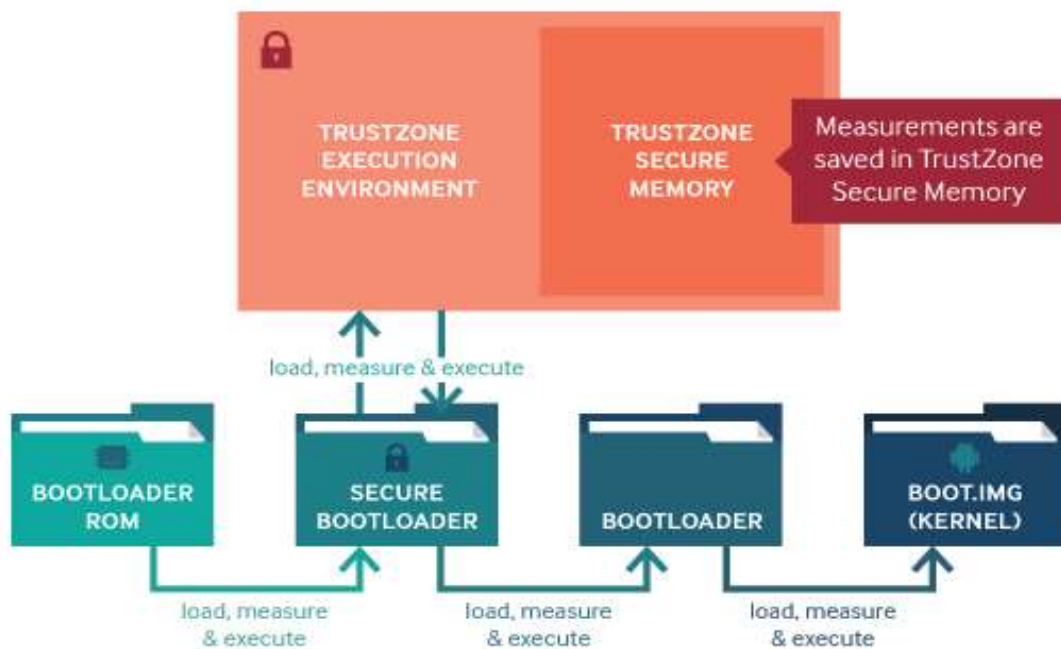 TRUSTZONE
EXECUTION
ENVIRONMENT
TRUSTZONE
SECURE
MEMORY
Measurements are
saved in TrustZone
Secure Memory
load, measure & execute
BOOTLOADER
ROM
SECURE
BOOTLOADER
BOOTLOADER
BOOT.IMG
(KERNEL)
load, measure
& execute
load, measure
& execute
load, measure
& execute